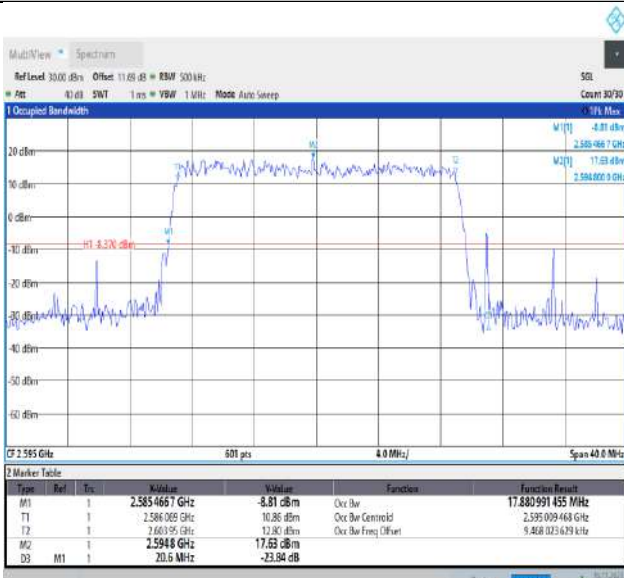 MultiView Spectrum
Ref Level 30.00 dBm Offset 11.69 dB RBW 500 kHz SGL
Att 40 dB SWT 1 ms VBW 1 MHz Mode Auto Sweep Count 30/30
1 Occupied Bandwidth 1Pk Max
M1[1] -8.81 dBm
2.585 466 7 GHz
M2[1] 17.63 dBm
2.594 800 0 GHz
20 dBm
10 dBm
0 dBm
H1 -8.370 dBm
-10 dBm
-20 dBm
-30 dBm
-40 dBm
-50 dBm
-60 dBm
M1
T1
M2
T2
CF 2.595 GHz 601 pts 4.0 MHz/ Span 40.0 MHz
2 Marker Table
Type Ref Trc X-Value Y-Value Function Function Result
M1 1 2.5854667 GHz -8.81 dBm Occ Bw 17.880 991 455 MHz
T1 1 2.586 069 GHz 10.86 dBm Occ Bw Centroid 2.595 009 468 GHz
T2 1 2.603 95 GHz 12.80 dBm Occ Bw Freq Offset 9.468 023 629 kHz
M2 1 2.5948 GHz 17.63 dBm
D3 M1 1 20.6 MHz -23.84 dB